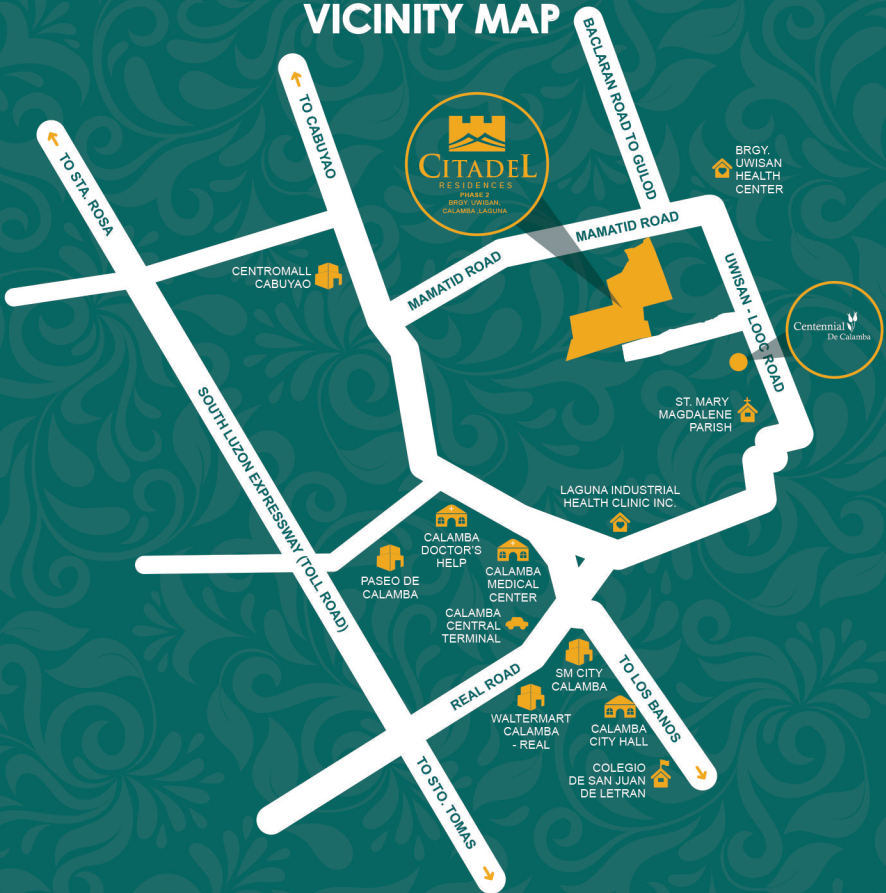 VICINITY MAP
BACLARAN ROAD TO GULOD
TO CABUYAO
TO STA. ROSA
CITADEL
RESIDENCES
PHASE 2
BRGY. UWISAN,
CALAMBA ,LAGUNA
BRGY.
UWISAN
HEALTH
CENTER
MAMATID ROAD
MAMATID ROAD
CENTROMALL
CABUYAO
UWISAN - LOOC ROAD
Centennial
De Calamba
ST. MARY
MAGDALENE
PARISH
SOUTH LUZON EXPRESSWAY (TOLL ROAD)
LAGUNA INDUSTRIAL
HEALTH CLINIC INC.
CALAMBA
DOCTOR'S
HELP
PASEO DE
CALAMBA
CALAMBA
MEDICAL
CENTER
CALAMBA
CENTRAL
TERMINAL
REAL ROAD
SM CITY
CALAMBA
TO LOS BANOS
WALTERMART
CALAMBA
- REAL
CALAMBA
CITY HALL
COLEGIO
DE SAN JUAN
DE LETRAN
TO STO. TOMAS